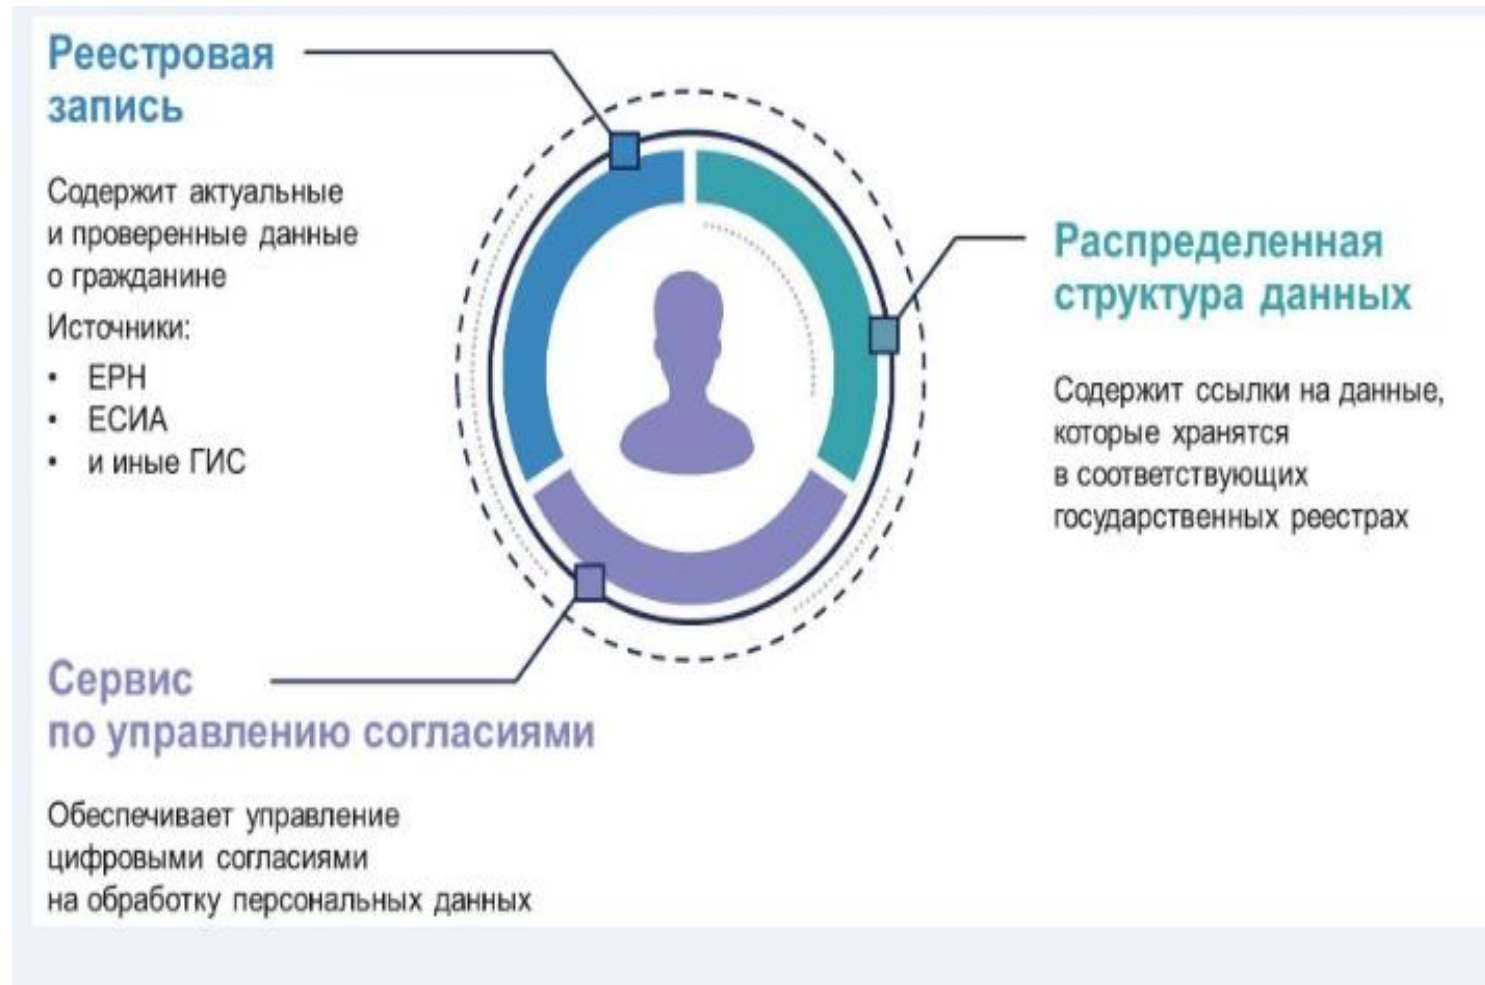 Реестровая
запись
Содержит актуальные
и проверенные данные
о гражданине
Источники:
• ЕРН
• ЕСИА
• и иные ГИС
Распределенная
структура данных
Содержит ссылки на данные,
которые хранятся
в соответствующих
государственных реестрах
Сервис
по управлению согласиями
Обеспечивает управление
цифровыми согласиями
на обработку персональных данных